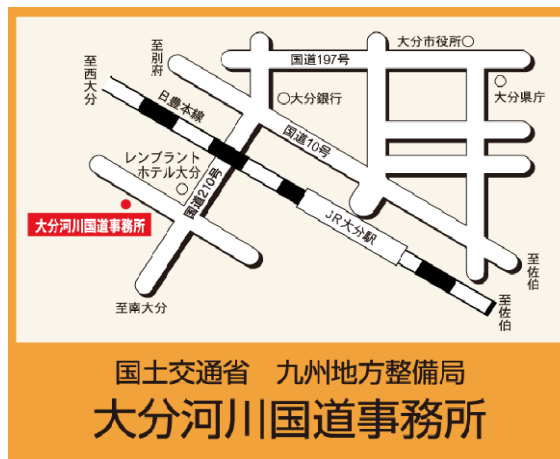 至別府
至西大分
日豊本線
国道197号
大分市役所
大分県庁
大分銀行
国道10号
レンブラント
ホテル大分
国道210号
大分河川国道事務所
JR大分駅
至佐伯
至佐伯
至南大分
国土交通省　九州地方整備局
大分河川国道事務所